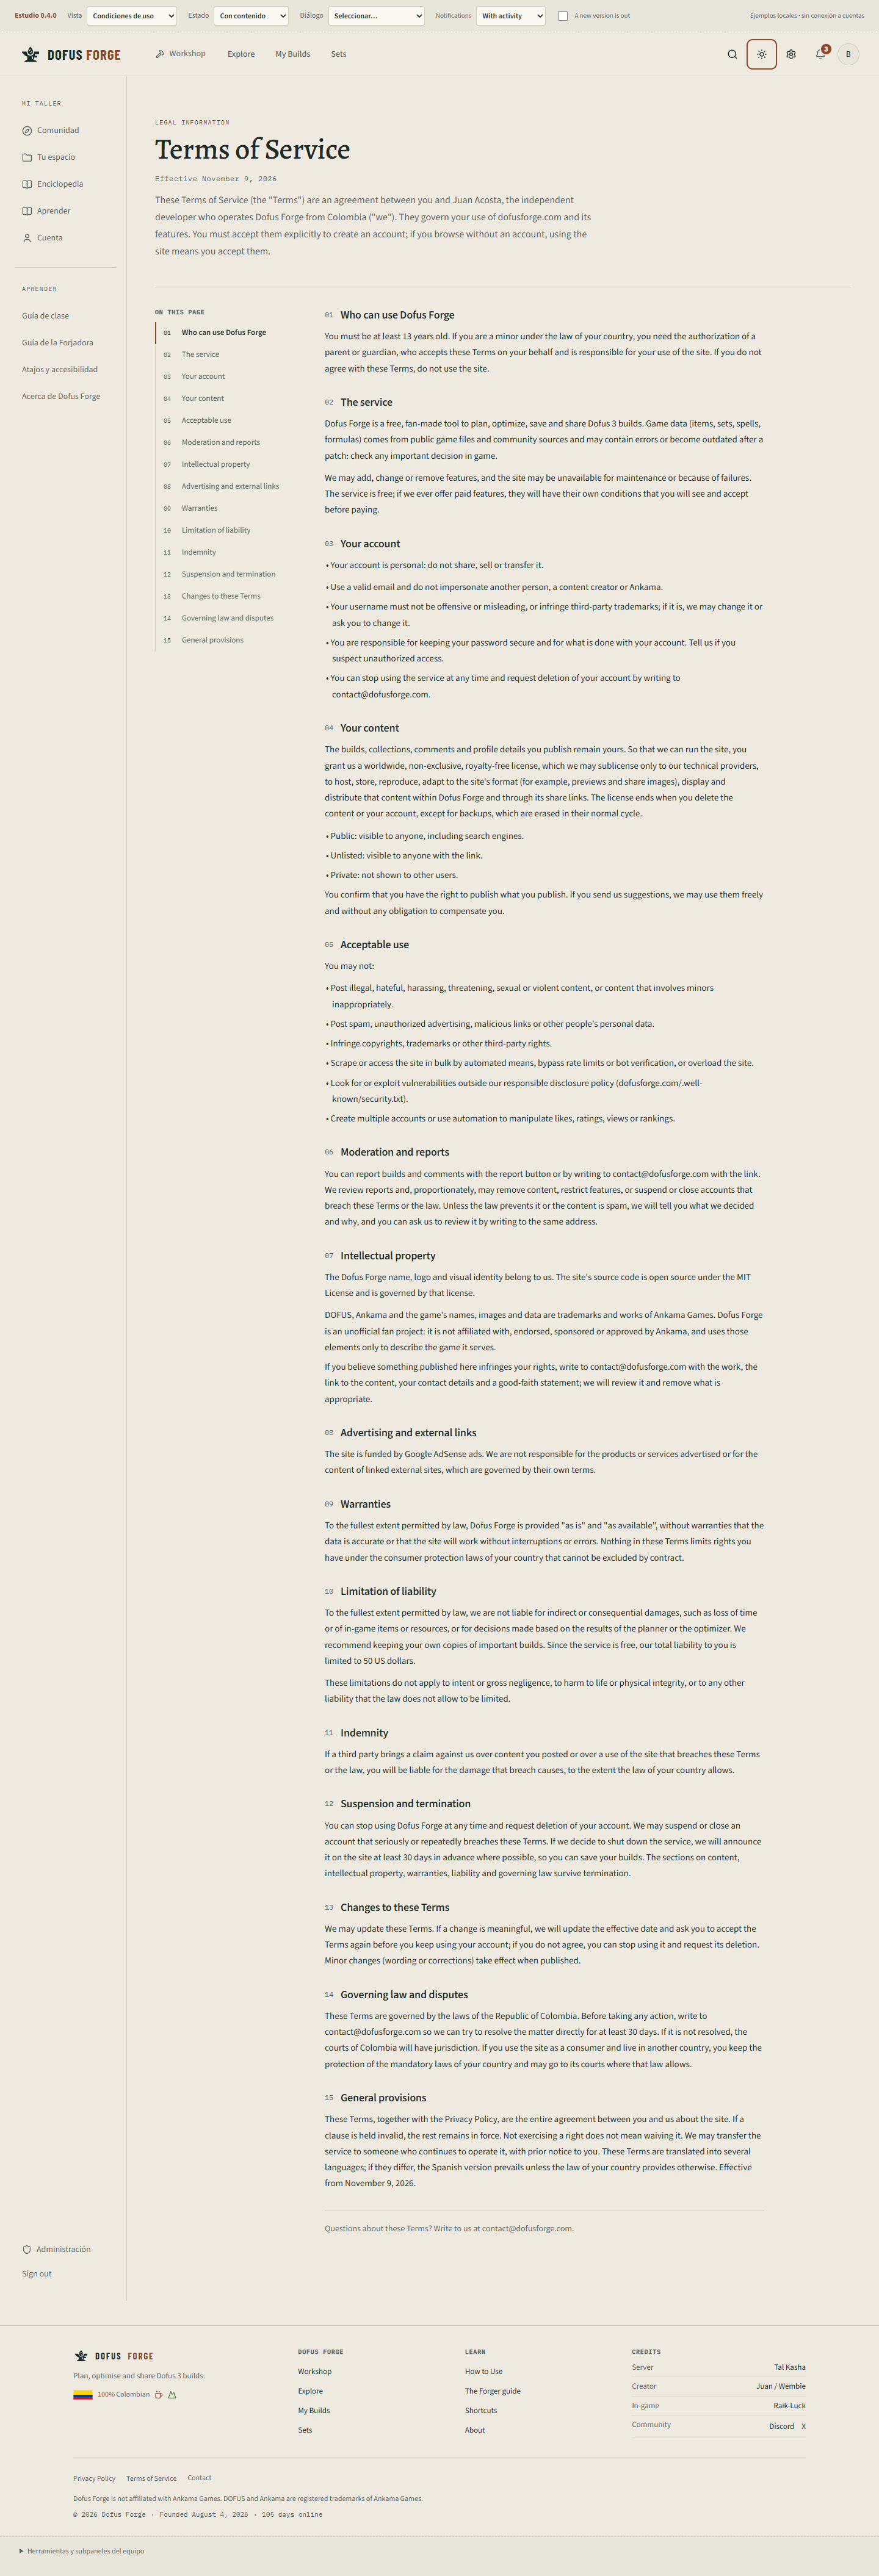 Estudio 0.4.0 Vista Condiciones de uso Estado Con contenido Diálogo Seleccionar... Notifications With activity A new version is out Ejemplos locales · sin conexión a cuentas
DOFUS FORGE Workshop Explore My Builds Sets 3 B
MI TALLER
Comunidad
Tu espacio
Enciclopedia
Aprender
Cuenta
APRENDER
Guía de clase
Guía de la Forjadora
Atajos y accesibilidad
Acerca de Dofus Forge
Administración
Sign out
LEGAL INFORMATION
Terms of Service
Effective November 9, 2026
These Terms of Service (the "Terms") are an agreement between you and Juan Acosta, the independent
developer who operates Dofus Forge from Colombia ("we"). They govern your use of dofusforge.com and its
features. You must accept them explicitly to create an account; if you browse without an account, using the
site means you accept them.
ON THIS PAGE
01 Who can use Dofus Forge
02 The service
03 Your account
04 Your content
05 Acceptable use
06 Moderation and reports
07 Intellectual property
08 Advertising and external links
09 Warranties
10 Limitation of liability
11 Indemnity
12 Suspension and termination
13 Changes to these Terms
14 Governing law and disputes
15 General provisions
01 Who can use Dofus Forge
You must be at least 13 years old. If you are a minor under the law of your country, you need the authorization of a
parent or guardian, who accepts these Terms on your behalf and is responsible for your use of the site. If you do not
agree with these Terms, do not use the site.
02 The service
Dofus Forge is a free, fan-made tool to plan, optimize, save and share Dofus 3 builds. Game data (items, sets, spells,
formulas) comes from public game files and community sources and may contain errors or become outdated after a
patch: check any important decision in game.
We may add, change or remove features, and the site may be unavailable for maintenance or because of failures.
The service is free; if we ever offer paid features, they will have their own conditions that you will see and accept
before paying.
03 Your account
• Your account is personal: do not share, sell or transfer it.
• Use a valid email and do not impersonate another person, a content creator or Ankama.
• Your username must not be offensive or misleading, or infringe third-party trademarks; if it is, we may change it or
ask you to change it.
• You are responsible for keeping your password secure and for what is done with your account. Tell us if you
suspect unauthorized access.
• You can stop using the service at any time and request deletion of your account by writing to
contact@dofusforge.com.
04 Your content
The builds, collections, comments and profile details you publish remain yours. So that we can run the site, you
grant us a worldwide, non-exclusive, royalty-free license, which we may sublicense only to our technical providers,
to host, store, reproduce, adapt to the site's format (for example, previews and share images), display and
distribute that content within Dofus Forge and through its share links. The license ends when you delete the
content or your account, except for backups, which are erased in their normal cycle.
• Public: visible to anyone, including search engines.
• Unlisted: visible to anyone with the link.
• Private: not shown to other users.
You confirm that you have the right to publish what you publish. If you send us suggestions, we may use them freely
and without any obligation to compensate you.
05 Acceptable use
You may not:
• Post illegal, hateful, harassing, threatening, sexual or violent content, or content that involves minors
inappropriately.
• Post spam, unauthorized advertising, malicious links or other people's personal data.
• Infringe copyrights, trademarks or other third-party rights.
• Scrape or access the site in bulk by automated means, bypass rate limits or bot verification, or overload the site.
• Look for or exploit vulnerabilities outside our responsible disclosure policy (dofusforge.com/.well-
known/security.txt).
• Create multiple accounts or use automation to manipulate likes, ratings, views or rankings.
06 Moderation and reports
You can report builds and comments with the report button or by writing to contact@dofusforge.com with the link.
We review reports and, proportionately, may remove content, restrict features, or suspend or close accounts that
breach these Terms or the law. Unless the law prevents it or the content is spam, we will tell you what we decided
and why, and you can ask us to review it by writing to the same address.
07 Intellectual property
The Dofus Forge name, logo and visual identity belong to us. The site's source code is open source under the MIT
License and is governed by that license.
DOFUS, Ankama and the game's names, images and data are trademarks and works of Ankama Games. Dofus Forge
is an unofficial fan project: it is not affiliated with, endorsed, sponsored or approved by Ankama, and uses those
elements only to describe the game it serves.
If you believe something published here infringes your rights, write to contact@dofusforge.com with the work, the
link to the content, your contact details and a good-faith statement; we will review it and remove what is
appropriate.
08 Advertising and external links
The site is funded by Google AdSense ads. We are not responsible for the products or services advertised or for the
content of linked external sites, which are governed by their own terms.
09 Warranties
To the fullest extent permitted by law, Dofus Forge is provided "as is" and "as available", without warranties that the
data is accurate or that the site will work without interruptions or errors. Nothing in these Terms limits rights you
have under the consumer protection laws of your country that cannot be excluded by contract.
10 Limitation of liability
To the fullest extent permitted by law, we are not liable for indirect or consequential damages, such as loss of time
or of in-game items or resources, or for decisions made based on the results of the planner or the optimizer. We
recommend keeping your own copies of important builds. Since the service is free, our total liability to you is
limited to 50 US dollars.
These limitations do not apply to intent or gross negligence, to harm to life or physical integrity, or to any other
liability that the law does not allow to be limited.
11 Indemnity
If a third party brings a claim against us over content you posted or over a use of the site that breaches these Terms
or the law, you will be liable for the damage that breach causes, to the extent the law of your country allows.
12 Suspension and termination
You can stop using Dofus Forge at any time and request deletion of your account. We may suspend or close an
account that seriously or repeatedly breaches these Terms. If we decide to shut down the service, we will announce
it on the site at least 30 days in advance where possible, so you can save your builds. The sections on content,
intellectual property, warranties, liability and governing law survive termination.
13 Changes to these Terms
We may update these Terms. If a change is meaningful, we will update the effective date and ask you to accept the
Terms again before you keep using your account; if you do not agree, you can stop using it and request its deletion.
Minor changes (wording or corrections) take effect when published.
14 Governing law and disputes
These Terms are governed by the laws of the Republic of Colombia. Before taking any action, write to
contact@dofusforge.com so we can try to resolve the matter directly for at least 30 days. If it is not resolved, the
courts of Colombia will have jurisdiction. If you use the site as a consumer and live in another country, you keep the
protection of the mandatory laws of your country and may go to its courts where that law allows.
15 General provisions
These Terms, together with the Privacy Policy, are the entire agreement between you and us about the site. If a
clause is held invalid, the rest remains in force. Not exercising a right does not mean waiving it. We may transfer the
service to someone who continues to operate it, with prior notice to you. These Terms are translated into several
languages; if they differ, the Spanish version prevails unless the law of your country provides otherwise. Effective
from November 9, 2026.
Questions about these Terms? Write to us at contact@dofusforge.com.
DOFUS FORGE
Plan, optimise and share Dofus 3 builds.
100% Colombian
DOFUS FORGE
Workshop
Explore
My Builds
Sets
LEARN
How to Use
The Forger guide
Shortcuts
About
CREDITS
Server Tal Kasha
Creator Juan / Wembie
In-game Raik-Luck
Community Discord X
Privacy Policy Terms of Service Contact
Dofus Forge is not affiliated with Ankama Games. DOFUS and Ankama are registered trademarks of Ankama Games.
© 2026 Dofus Forge · Founded August 4, 2026 · 105 days online
Herramientas y subpaneles del equipo